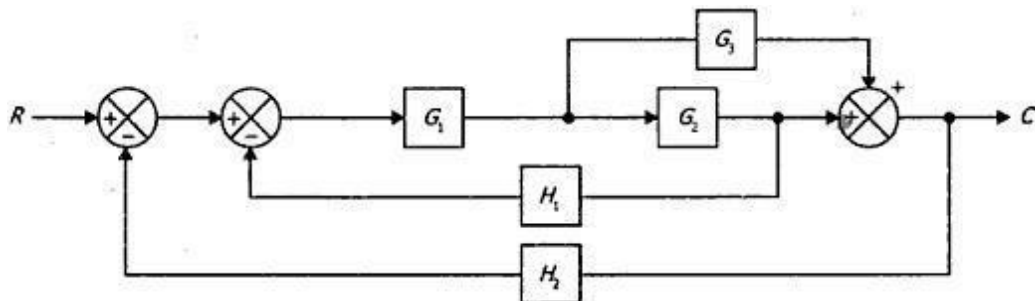 G₃
R + − + − G₁ G₂ + + C
H₁
H₂